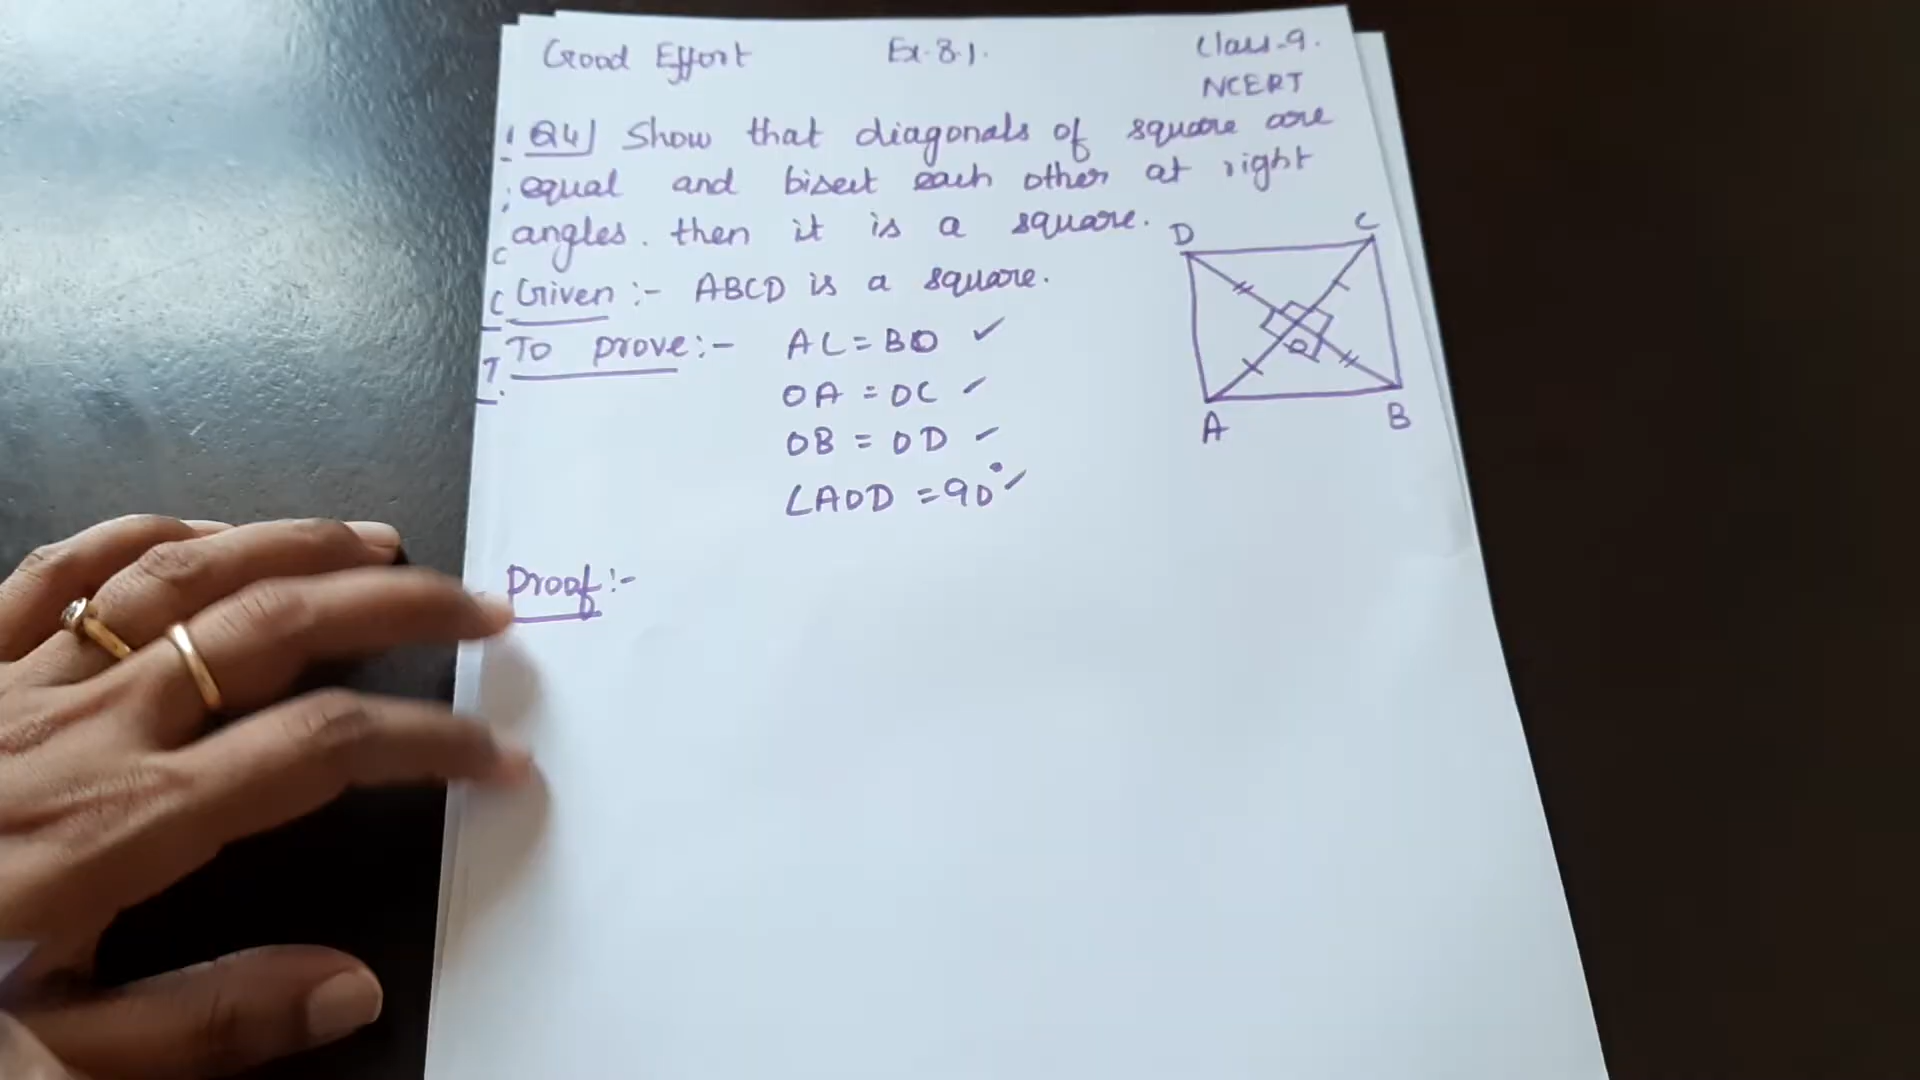 Good Effort Ex-8.1. Class-9.
NCERT
Q4) Show that diagonals of square are
equal and bisect each other at right
angles. then it is a square.
D C
Given :- ABCD is a square.
To prove:- AC = BD ✓
OA = OC ✓
OB = OD ✓
O
A B
∠AOD = 90° ✓
Proof:-